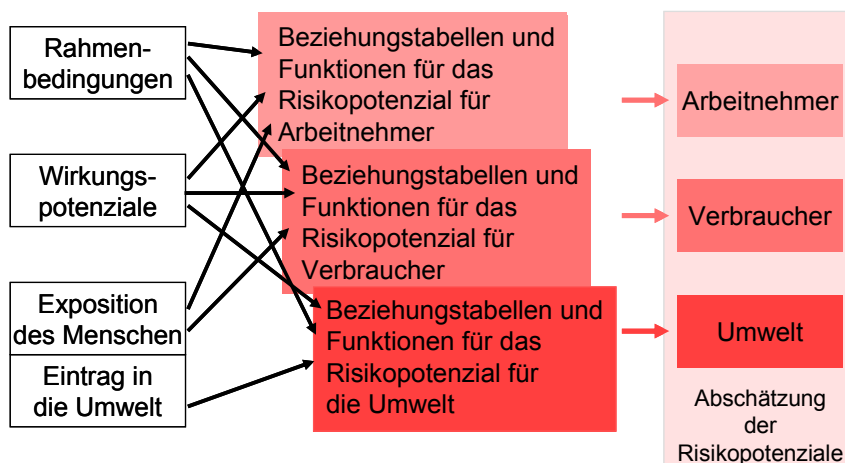 Rahmen-
bedingungen
Wirkungs-
potenziale
Exposition
des Menschen
Eintrag in
die Umwelt
Beziehungstabellen und
Funktionen für das
Risikopotenzial für
Arbeitnehmer
Beziehungstabellen und
Funktionen für das
Risikopotenzial für
Verbraucher
Beziehungstabellen und
Funktionen für das
Risikopotenzial für
die Umwelt
Arbeitnehmer
Verbraucher
Umwelt
Abschätzung
der
Risikopotenziale